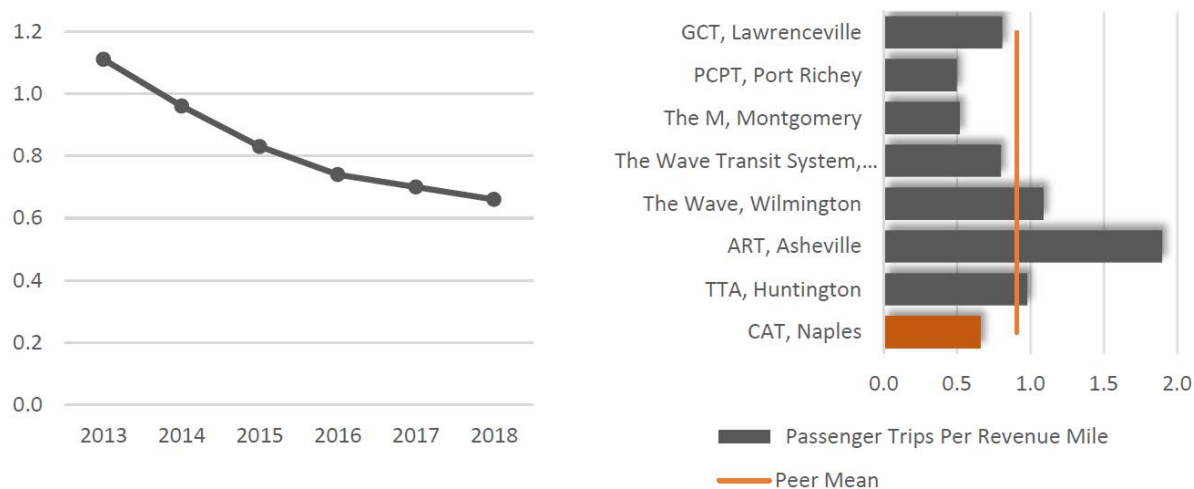 1.2
1.0
0.8
0.6
0.4
0.2
0.0
2013 2014 2015 2016 2017 2018
GCT, Lawrenceville
PCPT, Port Richey
The M, Montgomery
The Wave Transit System,...
The Wave, Wilmington
ART, Asheville
TTA, Huntington
CAT, Naples
0.0 0.5 1.0 1.5 2.0
Passenger Trips Per Revenue Mile
Peer Mean